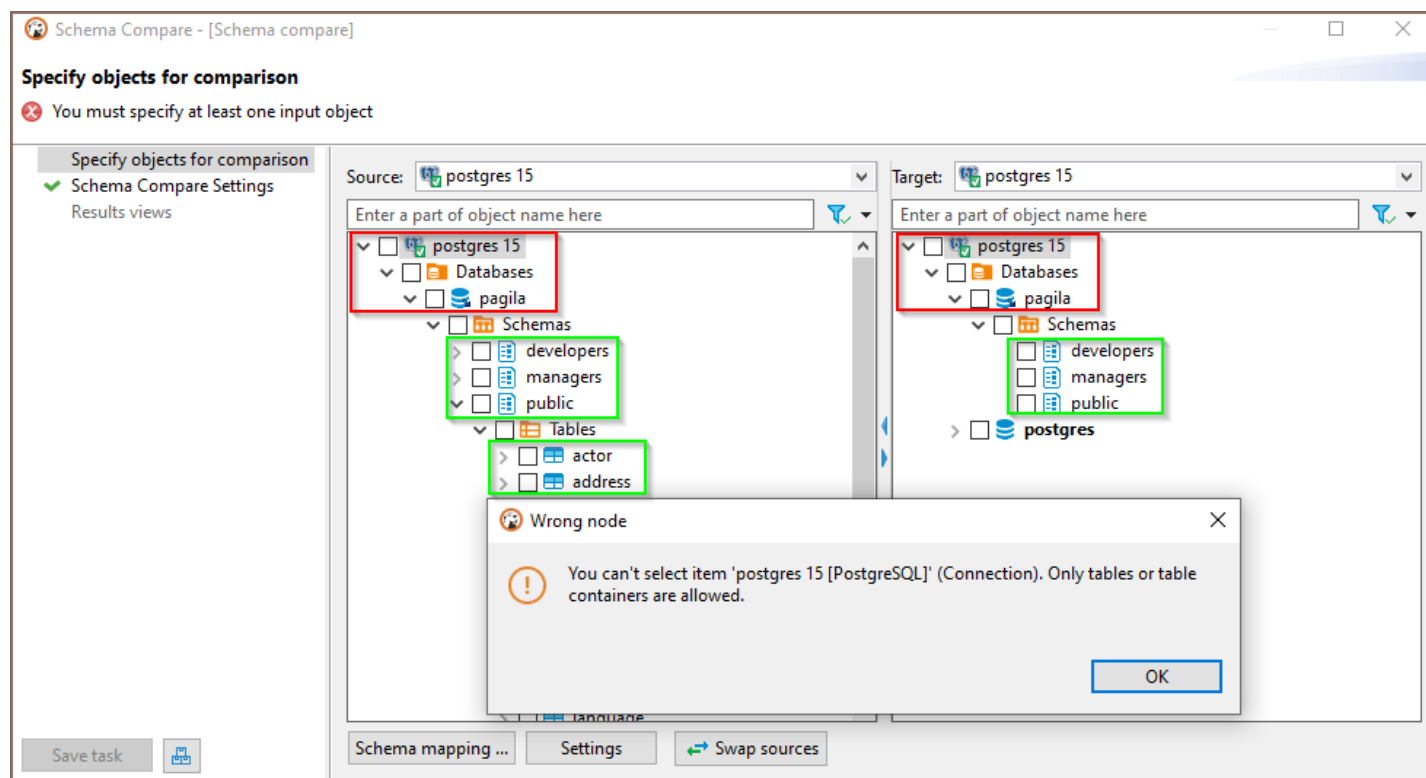 Schema Compare - [Schema compare]
Specify objects for comparison
You must specify at least one input object
Specify objects for comparison
Schema Compare Settings
Results views
Source: postgres 15
Target: postgres 15
Enter a part of object name here
Enter a part of object name here
postgres 15
Databases
pagila
Schemas
developers
managers
public
Tables
actor
address
language
postgres 15
Databases
pagila
Schemas
developers
managers
public
postgres
Wrong node
You can't select item 'postgres 15 [PostgreSQL]' (Connection). Only tables or table
containers are allowed.
OK
Save task
Schema mapping ...
Settings
Swap sources